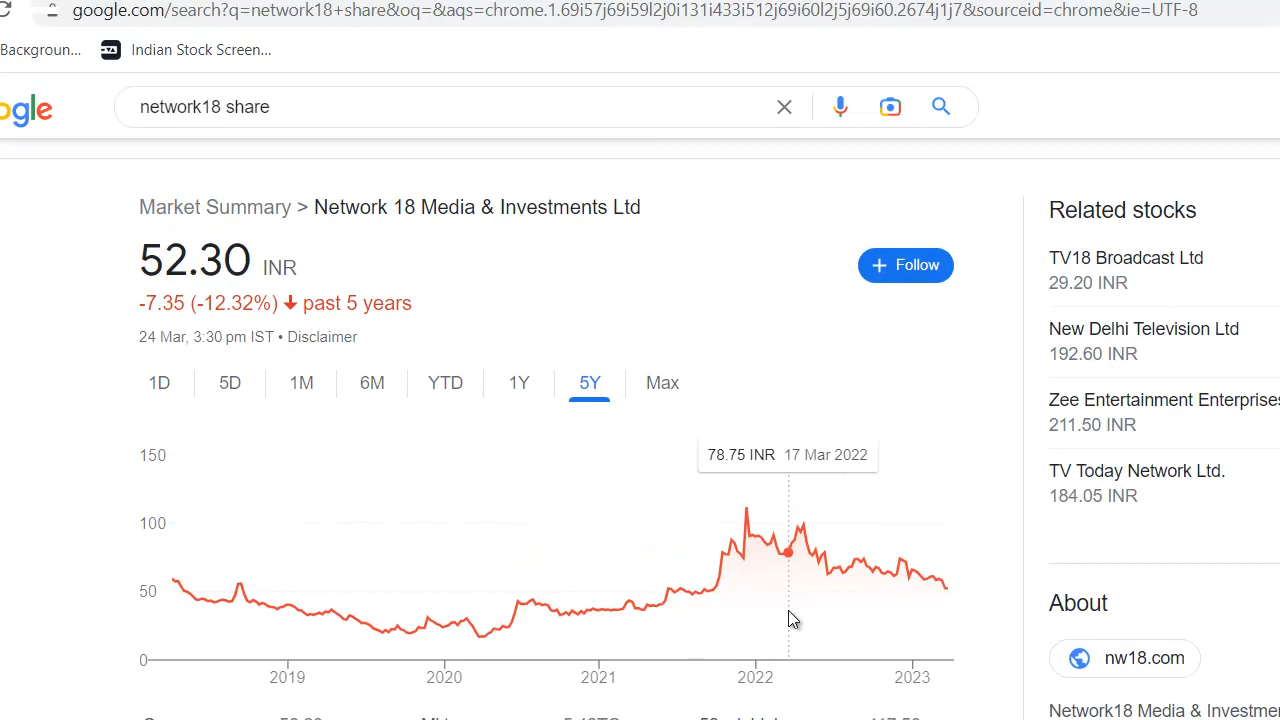 google.com/search?q=network18+share&oq=&aqs=chrome.1.69i57j69i59l2j0i131i433i512j69i60l2j5j69i60.2674j1j7&sourceid=chrome&ie=UTF-8
Backgroun... Indian Stock Screen...
ogle network18 share
Market Summary > Network 18 Media & Investments Ltd
52.30 INR
Follow
-7.35 (-12.32%) past 5 years
24 Mar, 3:30 pm IST • Disclaimer
1D 5D 1M 6M YTD 1Y 5Y Max
78.75 INR 17 Mar 2022
150
100
50
0
2019 2020 2021 2022 2023
Related stocks
TV18 Broadcast Ltd
29.20 INR
New Delhi Television Ltd
192.60 INR
Zee Entertainment Enterprises
211.50 INR
TV Today Network Ltd.
184.05 INR
About
nw18.com
Network18 Media & Investme